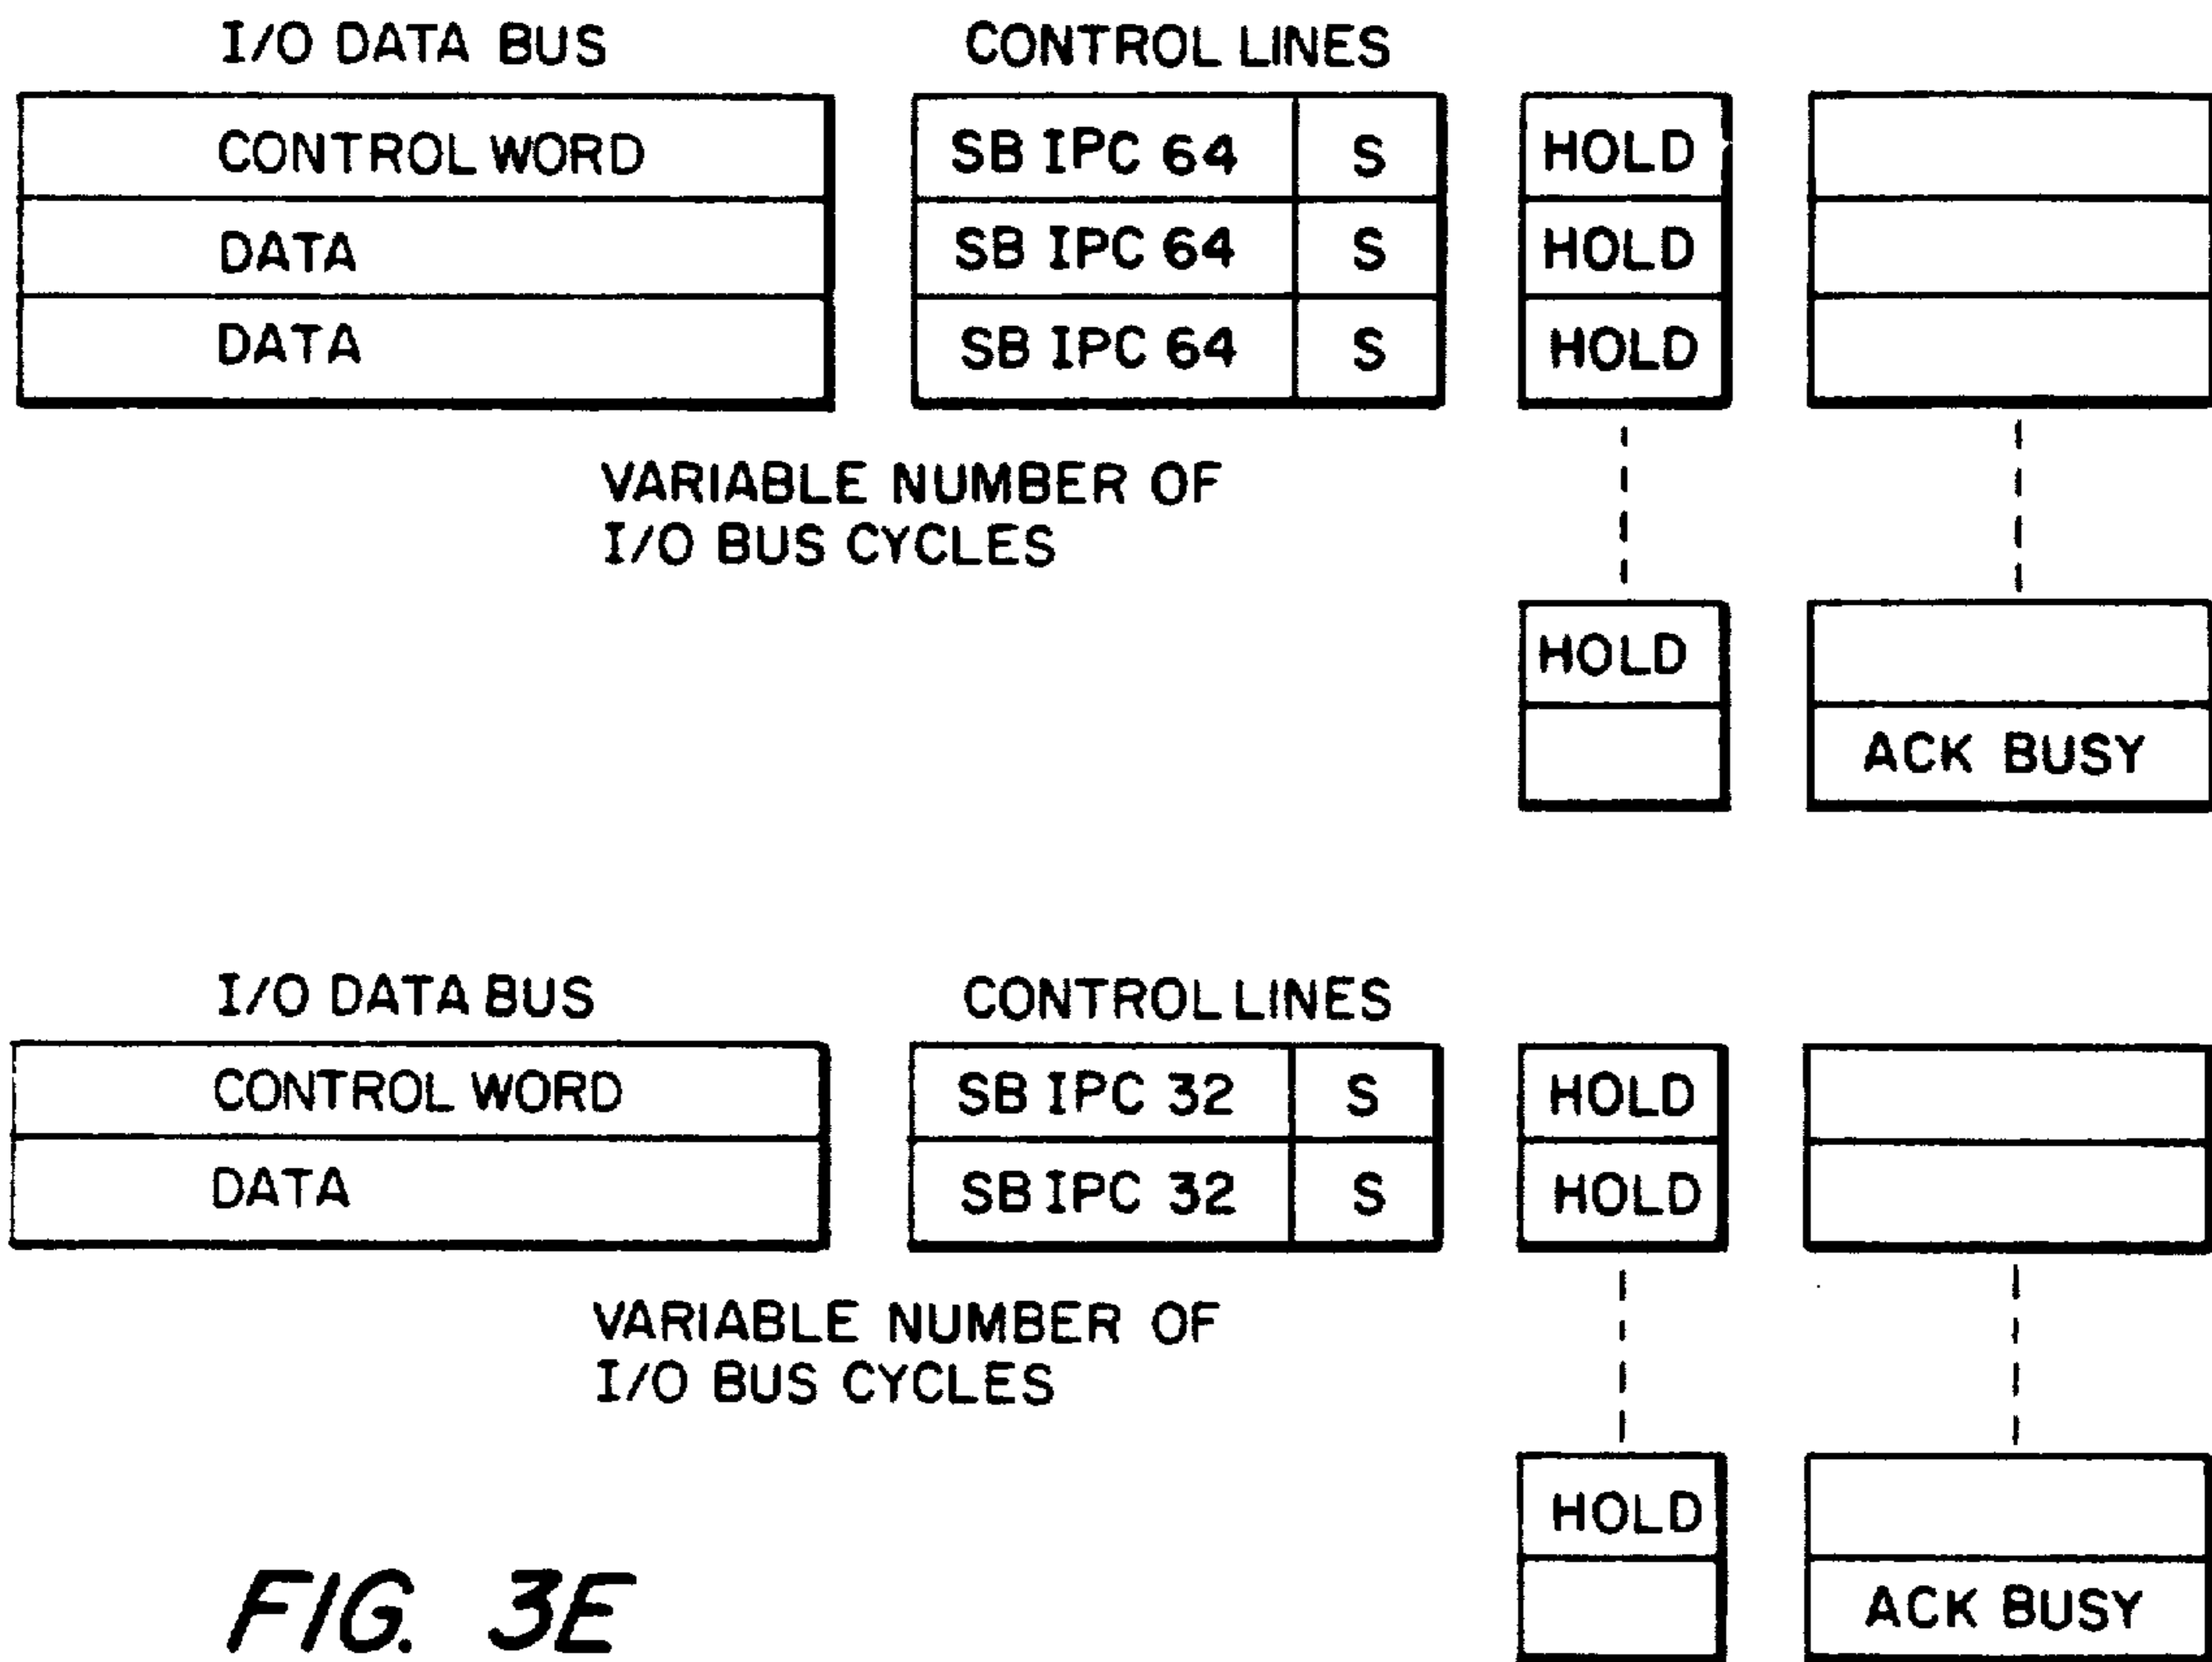 I/O DATA BUS CONTROL LINES
CONTROL WORD SB IPC 64 S HOLD
DATA SB IPC 64 S HOLD
DATA SB IPC 64 S HOLD
VARIABLE NUMBER OF
I/O BUS CYCLES
HOLD
ACK BUSY
I/O DATA BUS CONTROL LINES
CONTROL WORD SB IPC 32 S HOLD
DATA SB IPC 32 S HOLD
VARIABLE NUMBER OF
I/O BUS CYCLES
HOLD
ACK BUSY
FIG. 3E